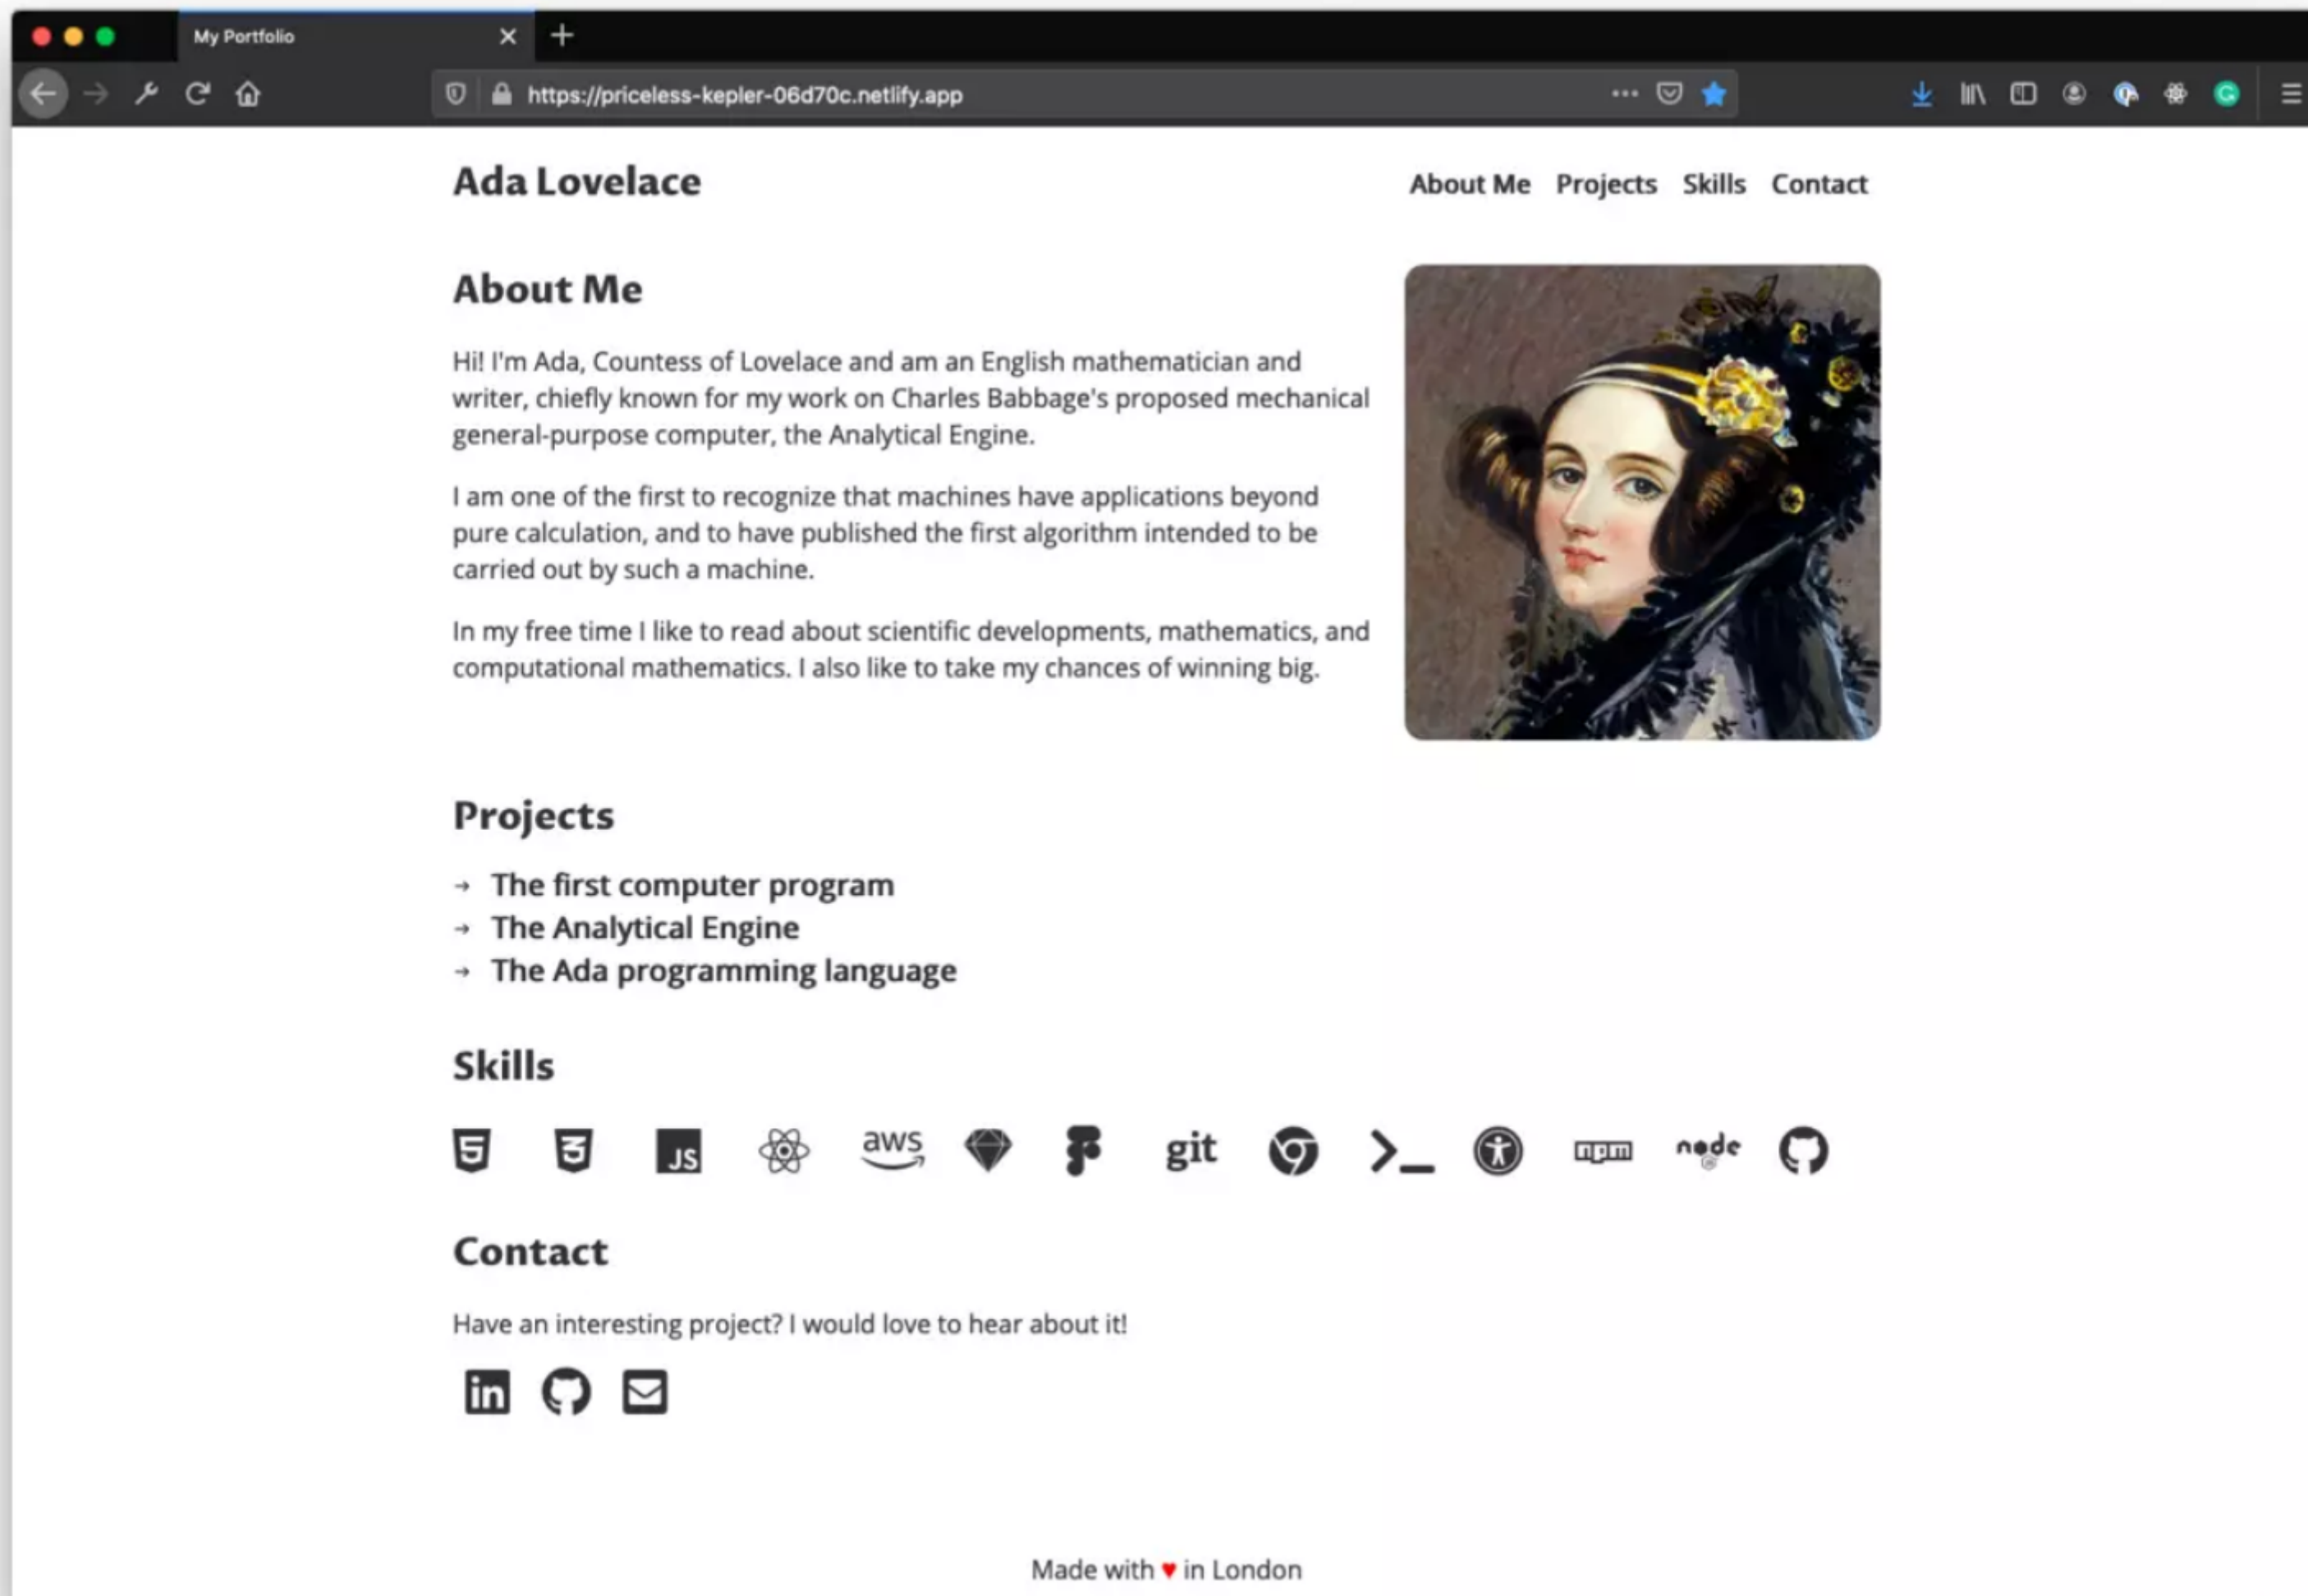 My Portfolio
https://priceless-kepler-06d70c.netlify.app
Ada Lovelace
About Me Projects Skills Contact
About Me
Hi! I'm Ada, Countess of Lovelace and am an English mathematician and
writer, chiefly known for my work on Charles Babbage's proposed mechanical
general-purpose computer, the Analytical Engine.
I am one of the first to recognize that machines have applications beyond
pure calculation, and to have published the first algorithm intended to be
carried out by such a machine.
In my free time I like to read about scientific developments, mathematics, and
computational mathematics. I also like to take my chances of winning big.
Projects
→ The first computer program
→ The Analytical Engine
→ The Ada programming language
Skills
5 3 JS aws git npm node
Contact
Have an interesting project? I would love to hear about it!
in
Made with ♥ in London